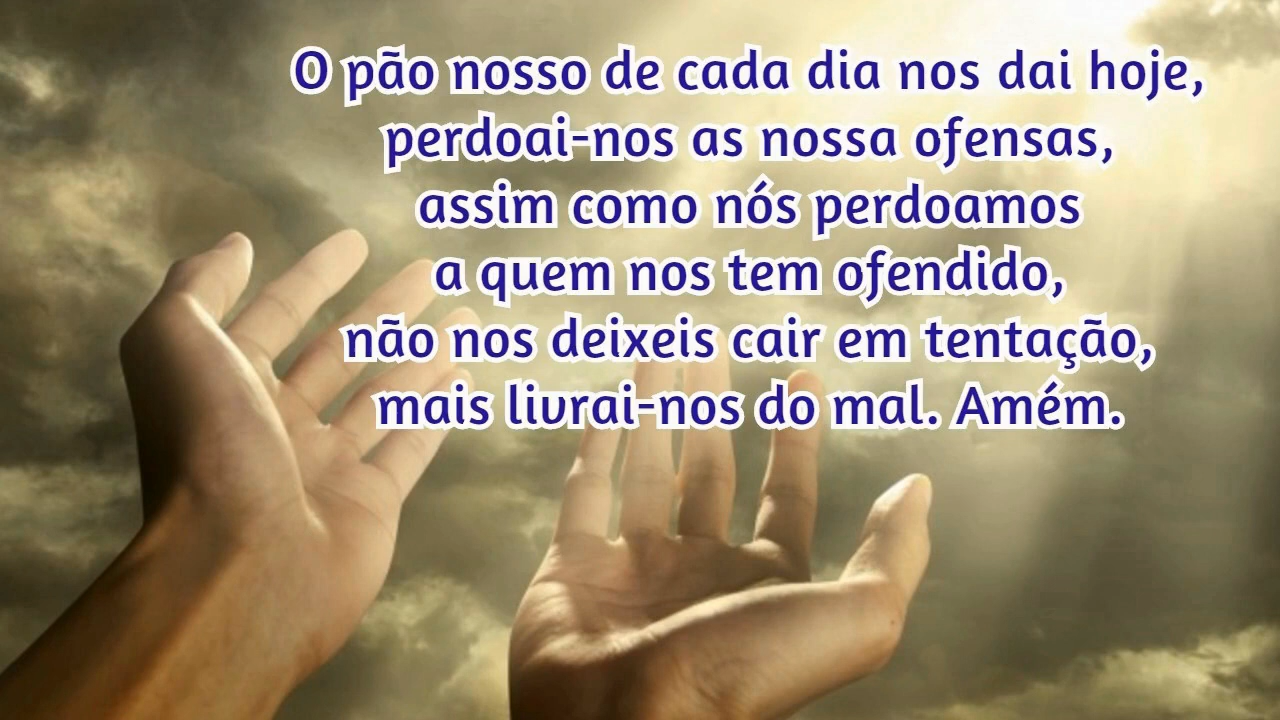 O pão nosso de cada dia nos dai hoje,
perdoai-nos as nossa ofensas,
assim como nós perdoamos
a quem nos tem ofendido,
não nos deixeis cair em tentação,
mais livrai-nos do mal. Amém.